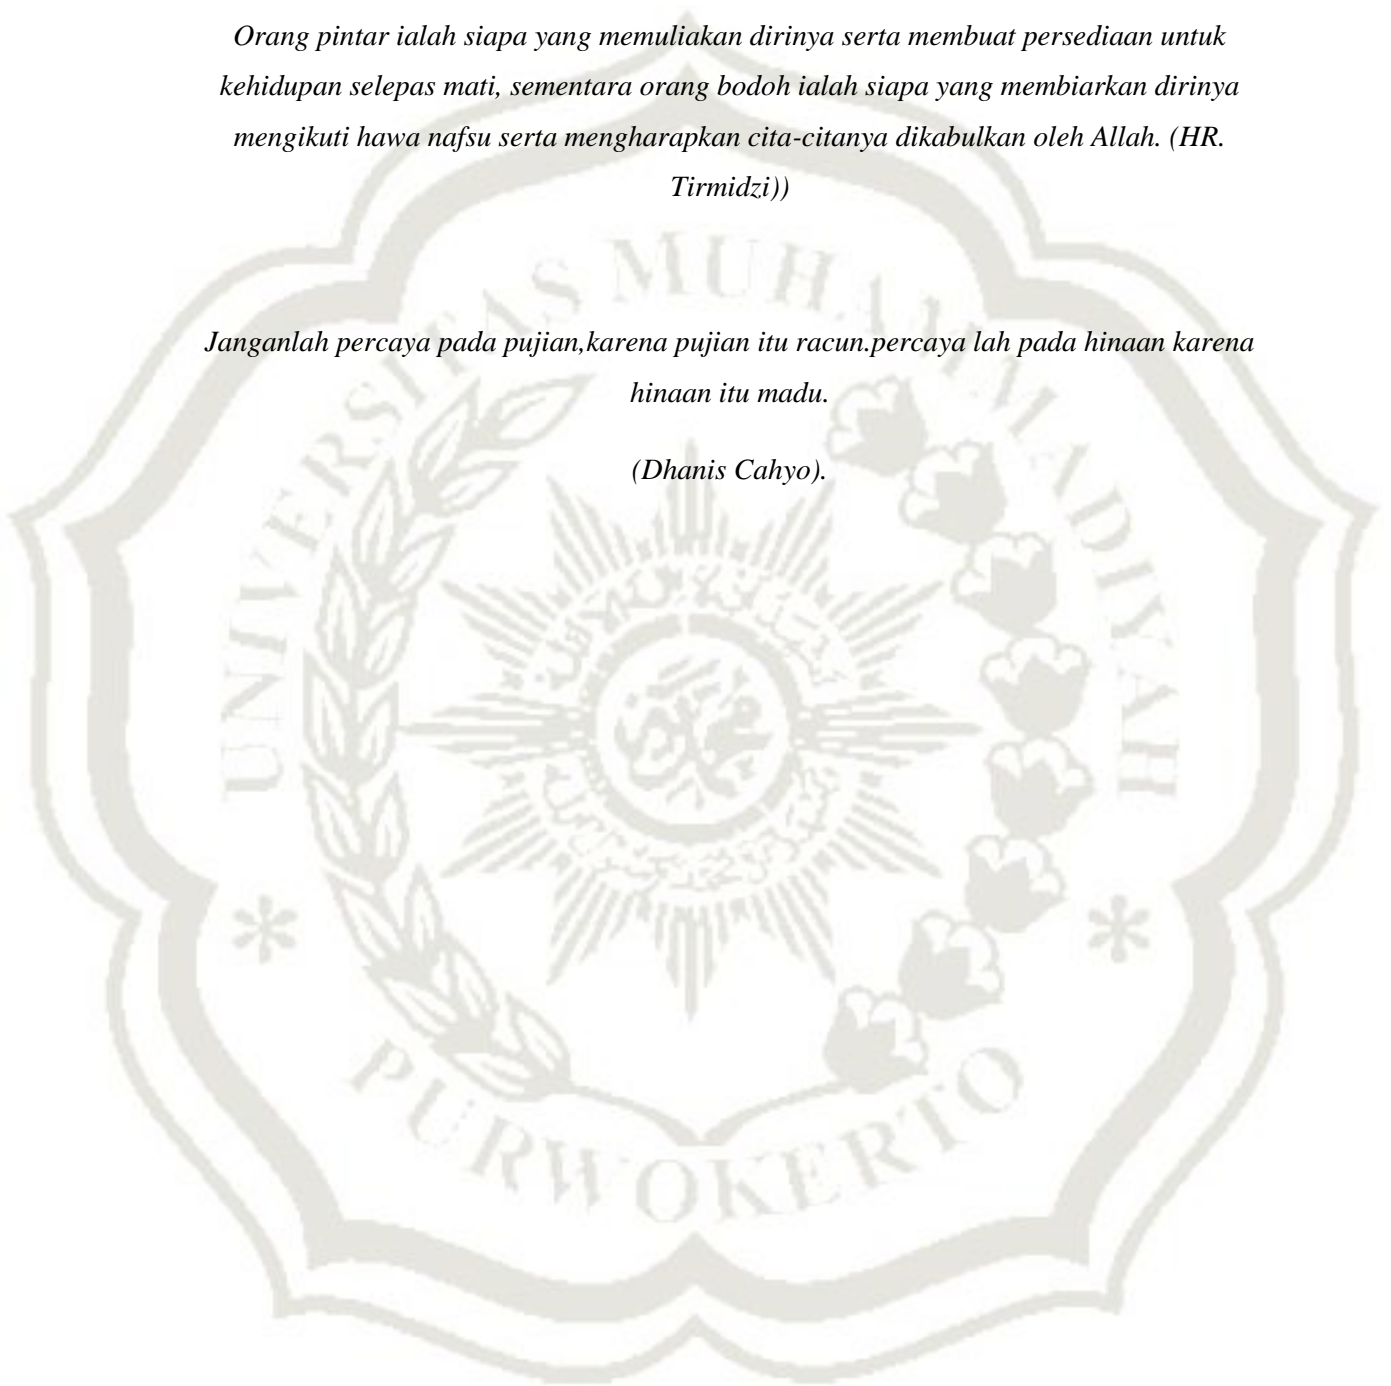 Orang pintar ialah siapa yang memuliakan dirinya serta membuat persediaan untuk
kehidupan selepas mati, sementara orang bodoh ialah siapa yang membiarkan dirinya
mengikuti hawa nafsu serta mengharapkan cita-citanya dikabulkan oleh Allah. (HR.
Tirmidzi))
UNIVERSITAS MUHAMMADIYAH
Janganlah percaya pada pujian,karena pujian itu racun.percaya lah pada hinaan karena
hinaan itu madu.
(Dhanis Cahyo).
PURWOKERTO